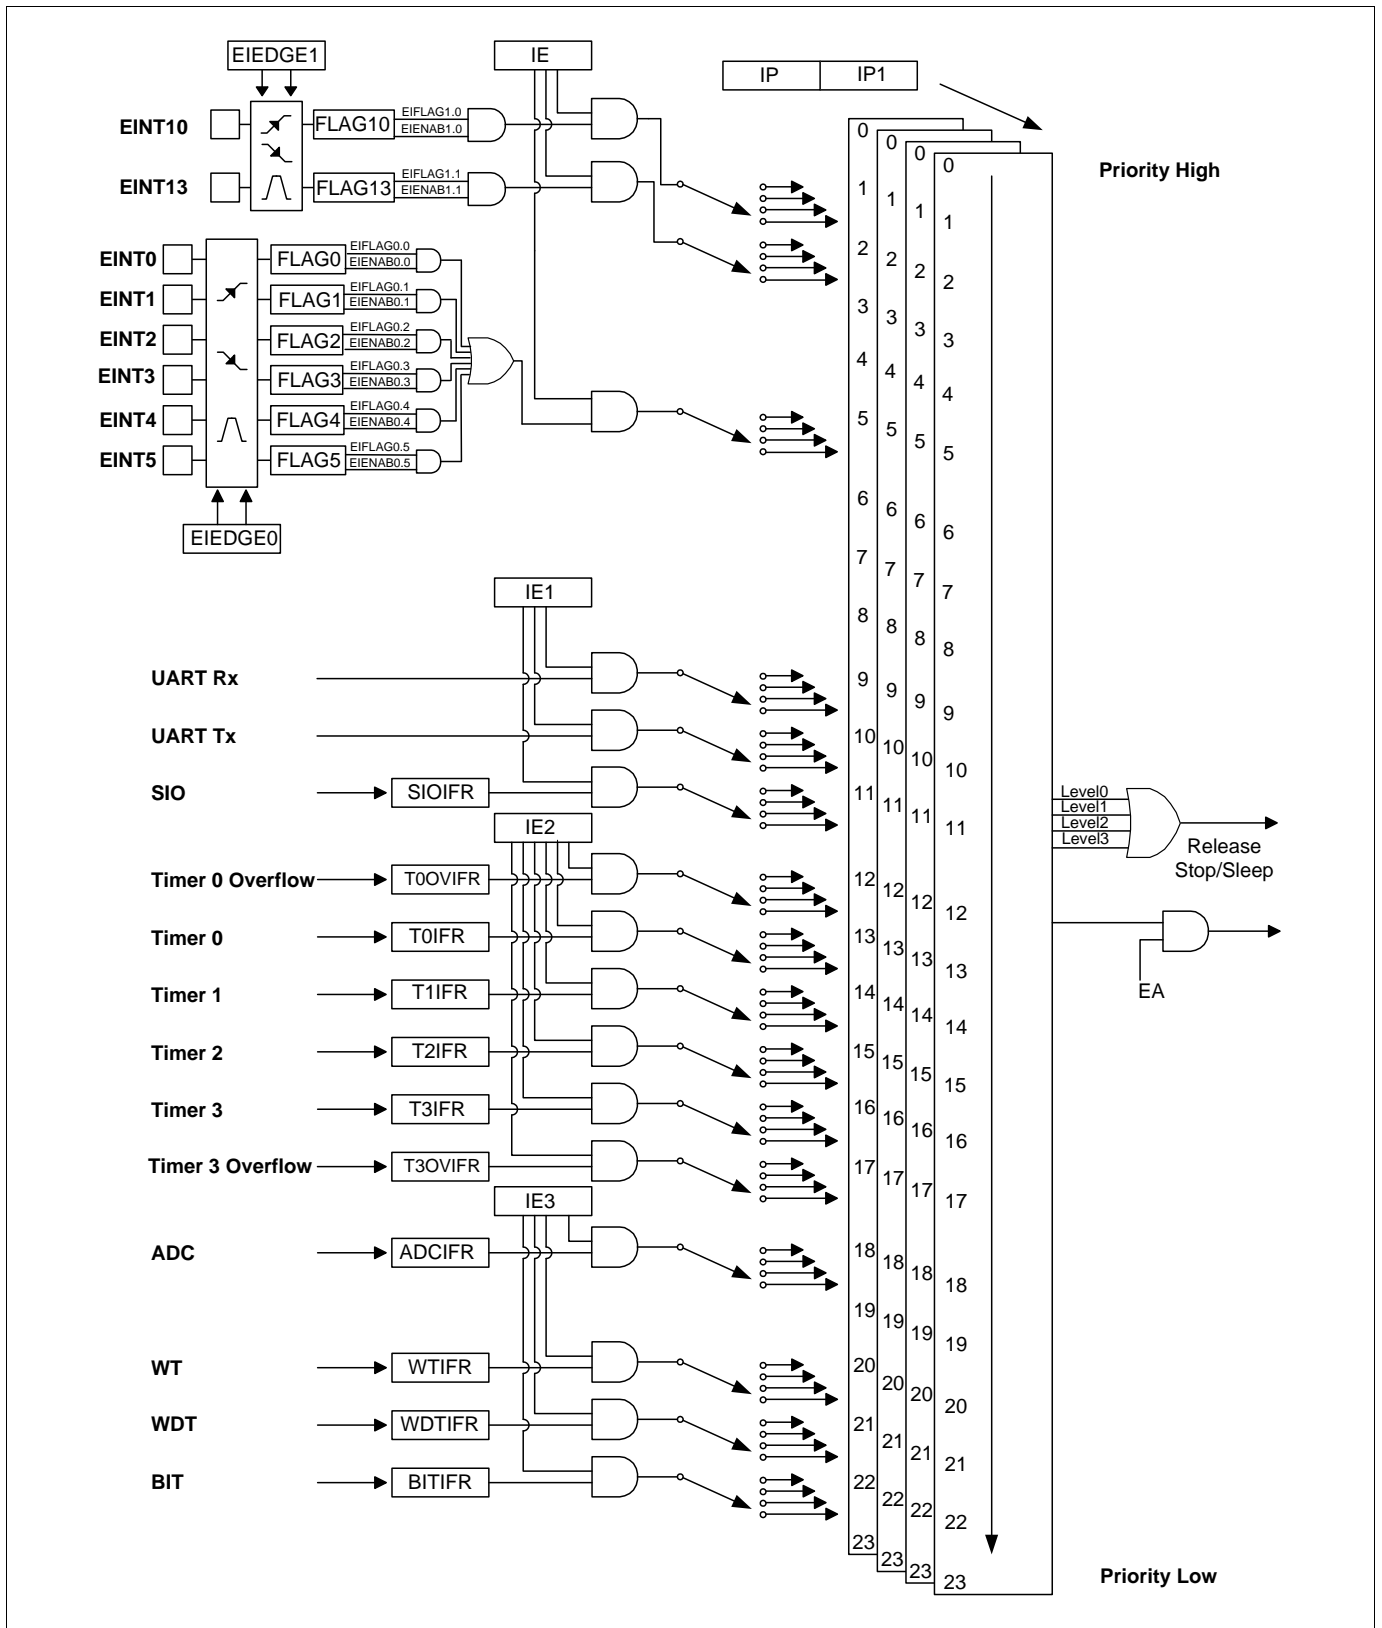 EIEDGE1
IE
IP IP1
EINT10 FLAG10 EIFLAG1.0
EIENAB1.0
Priority High
EINT13 FLAG13 EIFLAG1.1
EIENAB1.1
EINT0 FLAG0 EIFLAG0.0
EIENAB0.0
EINT1 FLAG1 EIFLAG0.1
EIENAB0.1
EINT2 FLAG2 EIFLAG0.2
EIENAB0.2
EINT3 FLAG3 EIFLAG0.3
EIENAB0.3
EINT4 FLAG4 EIFLAG0.4
EIENAB0.4
EINT5 FLAG5 EIFLAG0.5
EIENAB0.5
EIEDGE0
IE1
UART Rx
UART Tx
SIO SIOIFR
IE2
Timer 0 Overflow T0OVIFR
Timer 0 T0IFR
Timer 1 T1IFR
Timer 2 T2IFR
Timer 3 T3IFR
Timer 3 Overflow T3OVIFR
IE3
ADC ADCIFR
WT WTIFR
WDT WDTIFR
BIT BITIFR
0 0 0 0
1 1 1 1
2 2 2 2
3 3 3 3
4 4 4 4
5 5 5 5
6 6 6 6
7 7 7 7
8 8 8 8
9 9 9 9
10 10 10 10
11 11 11 11
12 12 12 12
13 13 13 13
14 14 14 14
15 15 15 15
16 16 16 16
17 17 17 17
18 18 18 18
19 19 19 19
20 20 20 20
21 21 21 21
22 22 22 22
23 23 23 23
Level0
Level1
Level2
Level3
Release
Stop/Sleep
EA
Priority Low